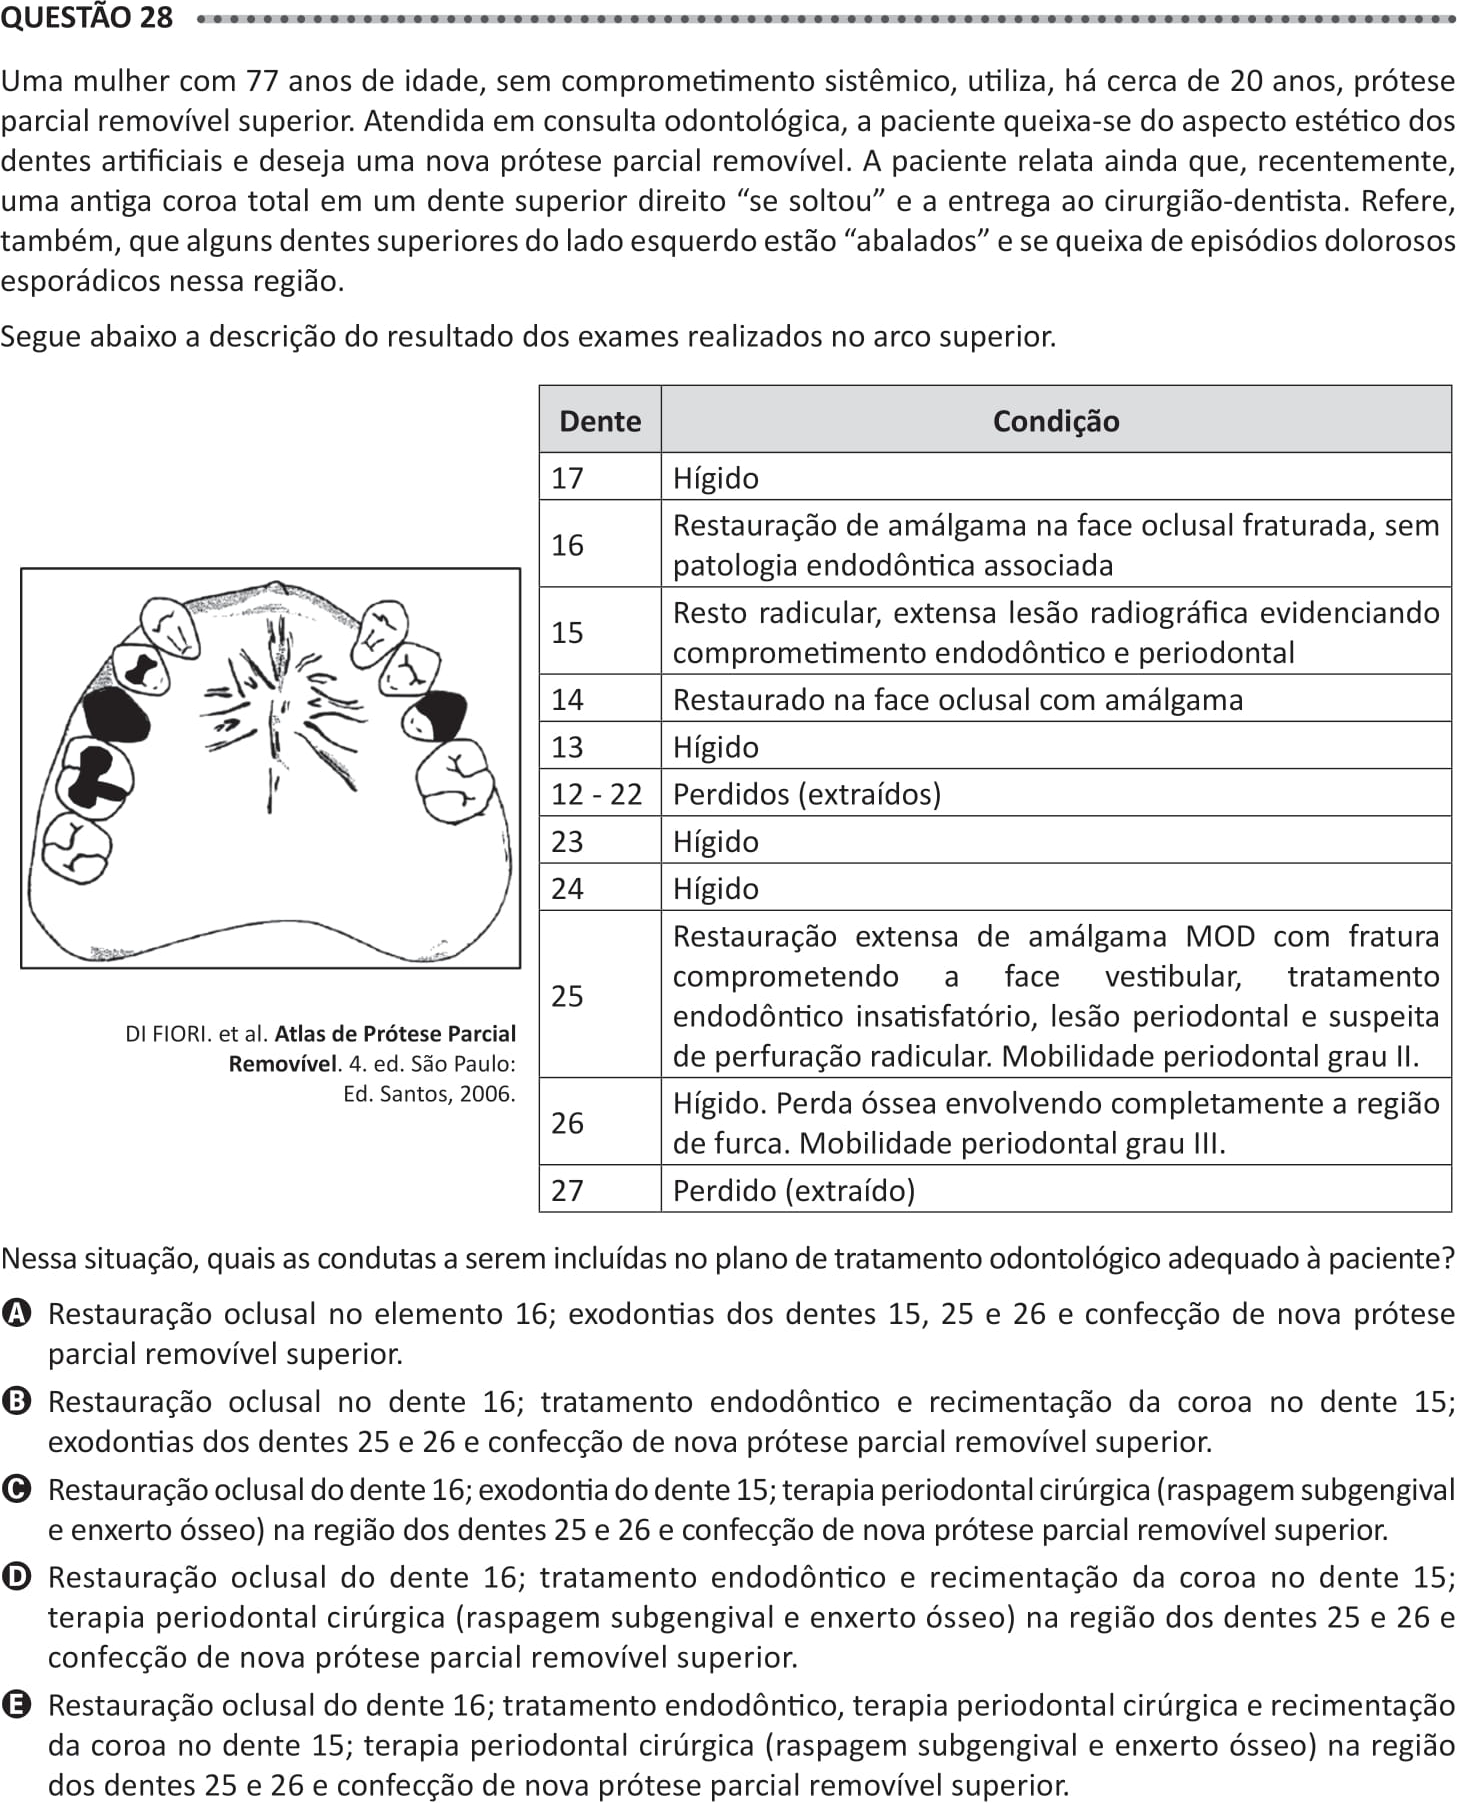 QUESTÃO 28
Uma mulher com 77 anos de idade, sem comprometimento sistêmico, utiliza, há cerca de 20 anos, prótese
parcial removível superior. Atendida em consulta odontológica, a paciente queixa-se do aspecto estético dos
dentes artificiais e deseja uma nova prótese parcial removível. A paciente relata ainda que, recentemente,
uma antiga coroa total em um dente superior direito “se soltou” e a entrega ao cirurgião-dentista. Refere,
também, que alguns dentes superiores do lado esquerdo estão “abalados” e se queixa de episódios dolorosos
esporádicos nessa região.
Segue abaixo a descrição do resultado dos exames realizados no arco superior.
Dente Condição
17 Hígido
16 Restauração de amálgama na face oclusal fraturada, sem
patologia endodôntica associada
15 Resto radicular, extensa lesão radiográfica evidenciando
comprometimento endodôntico e periodontal
14 Restaurado na face oclusal com amálgama
13 Hígido
12 - 22 Perdidos (extraídos)
23 Hígido
24 Hígido
25 Restauração extensa de amálgama MOD com fratura
comprometendo a face vestibular, tratamento
endodôntico insatisfatório, lesão periodontal e suspeita
de perfuração radicular. Mobilidade periodontal grau II.
26 Hígido. Perda óssea envolvendo completamente a região
de furca. Mobilidade periodontal grau III.
27 Perdido (extraído)
DI FIORI. et al. Atlas de Prótese Parcial
Removível. 4. ed. São Paulo:
Ed. Santos, 2006.
Nessa situação, quais as condutas a serem incluídas no plano de tratamento odontológico adequado à paciente?
A Restauração oclusal no elemento 16; exodontias dos dentes 15, 25 e 26 e confecção de nova prótese
parcial removível superior.
B Restauração oclusal no dente 16; tratamento endodôntico e recimentação da coroa no dente 15;
exodontias dos dentes 25 e 26 e confecção de nova prótese parcial removível superior.
C Restauração oclusal do dente 16; exodontia do dente 15; terapia periodontal cirúrgica (raspagem subgengival
e enxerto ósseo) na região dos dentes 25 e 26 e confecção de nova prótese parcial removível superior.
D Restauração oclusal do dente 16; tratamento endodôntico e recimentação da coroa no dente 15;
terapia periodontal cirúrgica (raspagem subgengival e enxerto ósseo) na região dos dentes 25 e 26 e
confecção de nova prótese parcial removível superior.
E Restauração oclusal do dente 16; tratamento endodôntico, terapia periodontal cirúrgica e recimentação
da coroa no dente 15; terapia periodontal cirúrgica (raspagem subgengival e enxerto ósseo) na região
dos dentes 25 e 26 e confecção de nova prótese parcial removível superior.